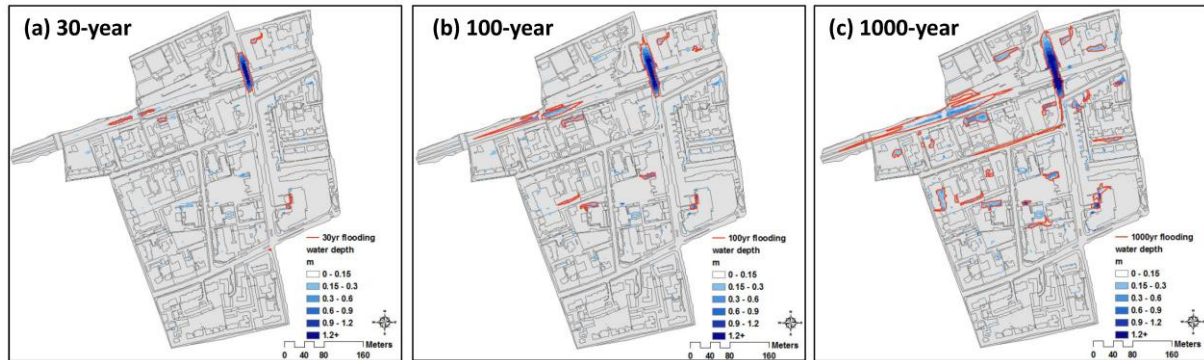 (a) 30-year
30yr flooding
water depth
m
0 - 0.15
0.15 - 0.3
0.3 - 0.6
0.6 - 0.9
0.9 - 1.2
1.2+
Meters
0 40 80 160
(b) 100-year
100yr flooding
water depth
m
0 - 0.15
0.15 - 0.3
0.3 - 0.6
0.6 - 0.9
0.9 - 1.2
1.2+
Meters
0 40 80 160
(c) 1000-year
1000yr flooding
water depth
m
0 - 0.15
0.15 - 0.3
0.3 - 0.6
0.6 - 0.9
0.9 - 1.2
1.2+
Meters
0 40 80 160